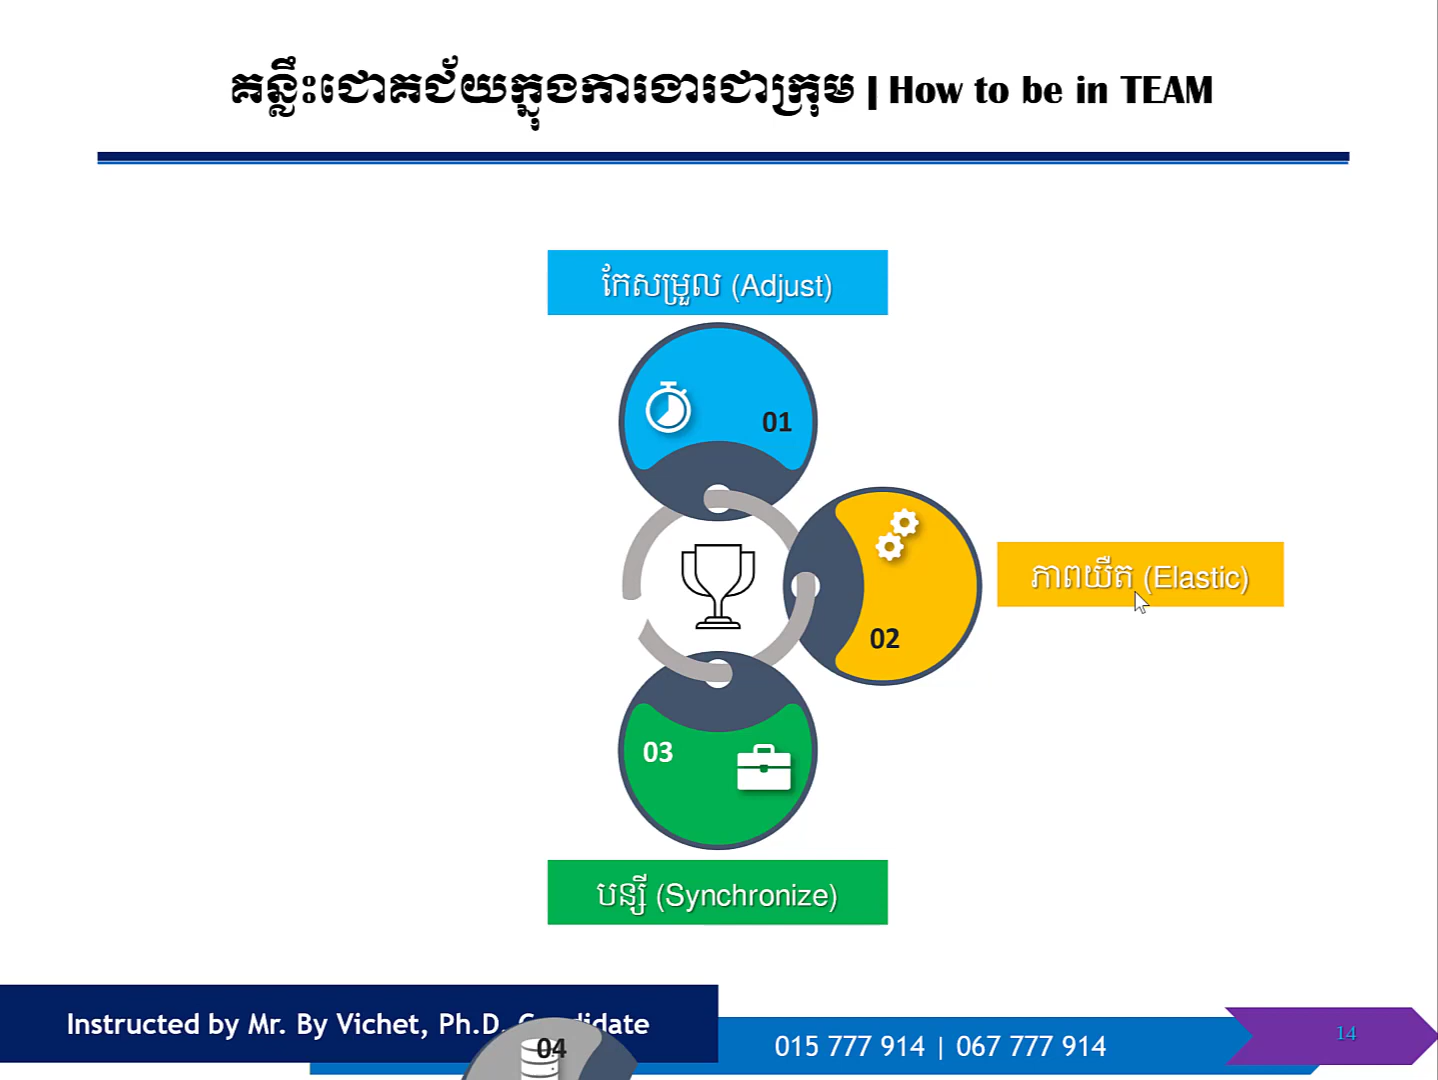 គន្លឹះជោគជ័យក្នុងការងារជាក្រុម | How to be in TEAM
កែសម្រួល (Adjust)
01
ភាពយឺត (Elastic)
02
03
បន្ស៊ី (Synchronize)
Instructed by Mr. By Vichet, Ph.D.
04
015 777 914 | 067 777 914
14